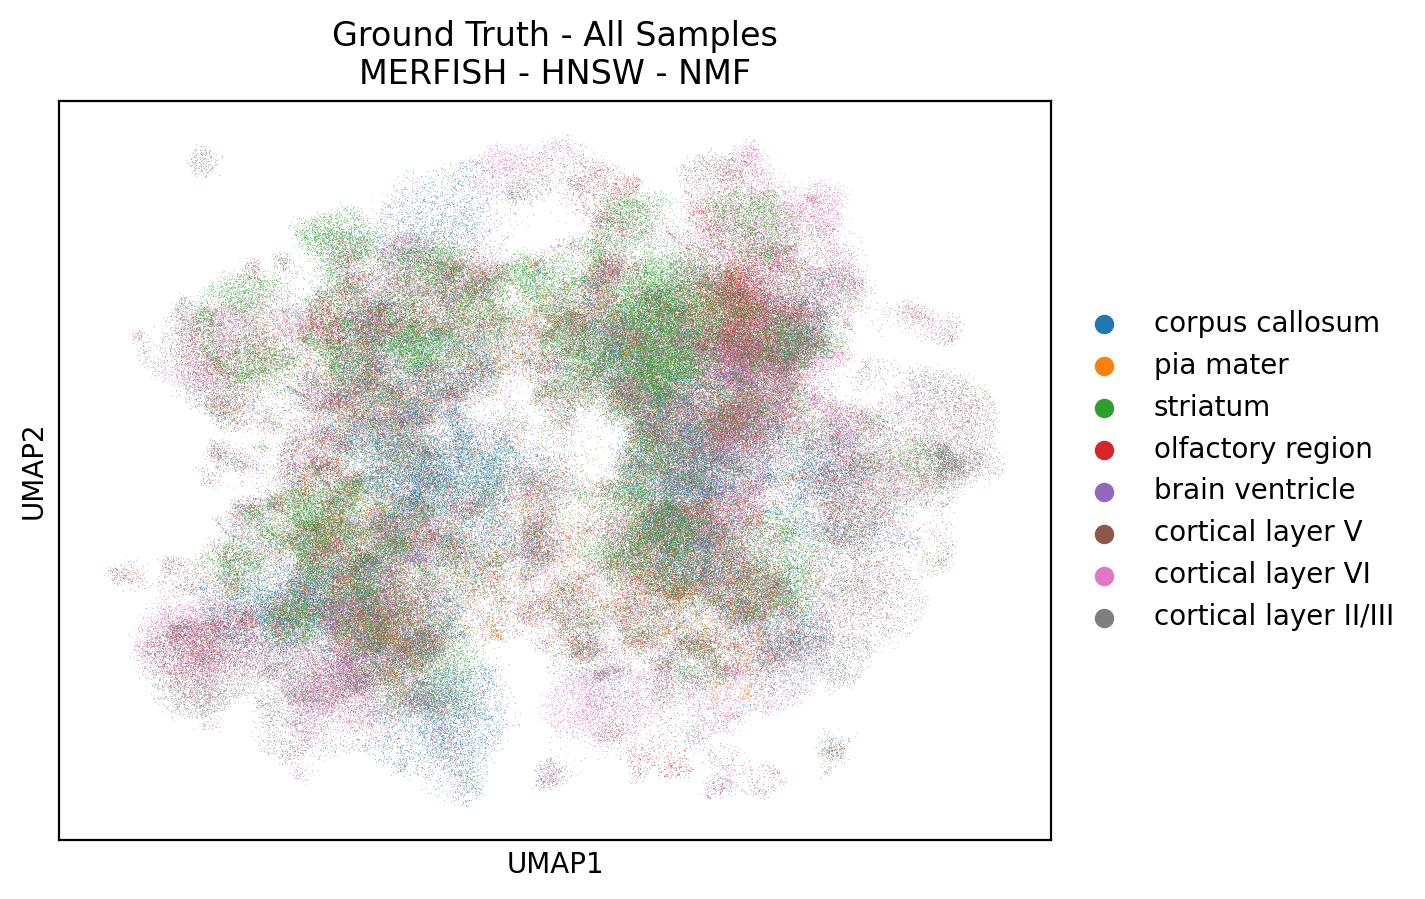 Ground Truth - All Samples
MERFISH - HNSW - NMF
UMAP2
UMAP1
corpus callosum
pia mater
striatum
olfactory region
brain ventricle
cortical layer V
cortical layer VI
cortical layer II/III